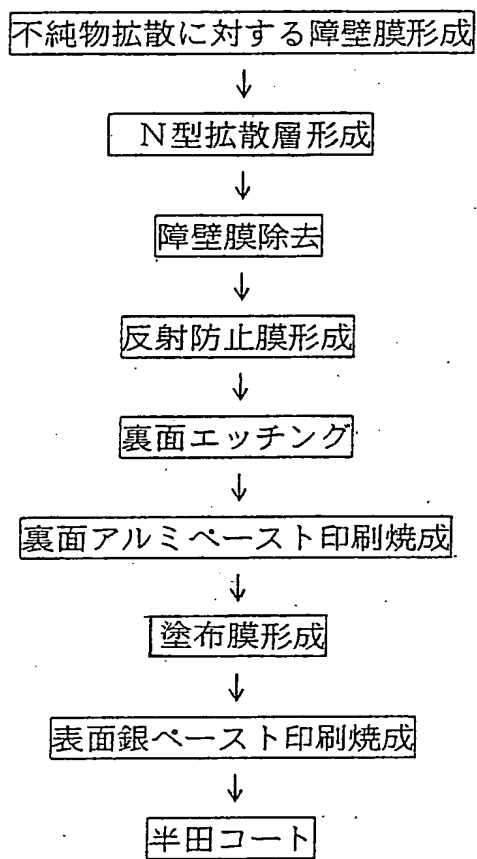 不純物拡散に対する障壁膜形成
↓
N型拡散層形成
↓
障壁膜除去
↓
反射防止膜形成
↓
裏面エッチング
↓
裏面アルミペースト印刷焼成
↓
塗布膜形成
↓
表面銀ペースト印刷焼成
↓
半田コート